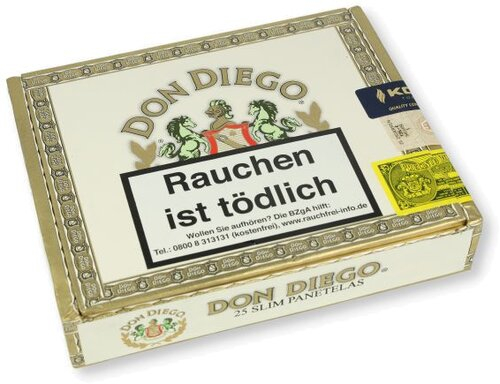 DON DIEGO
Rauchen
ist tödlich
Wollen Sie aufhören? Die BZgA hilft:
Tel.: 0800 8 313131 (kostenfrei), www.rauchfrei-info.de
DON DIEGO®
25 SLIM PANETELAS
DON DIEGO